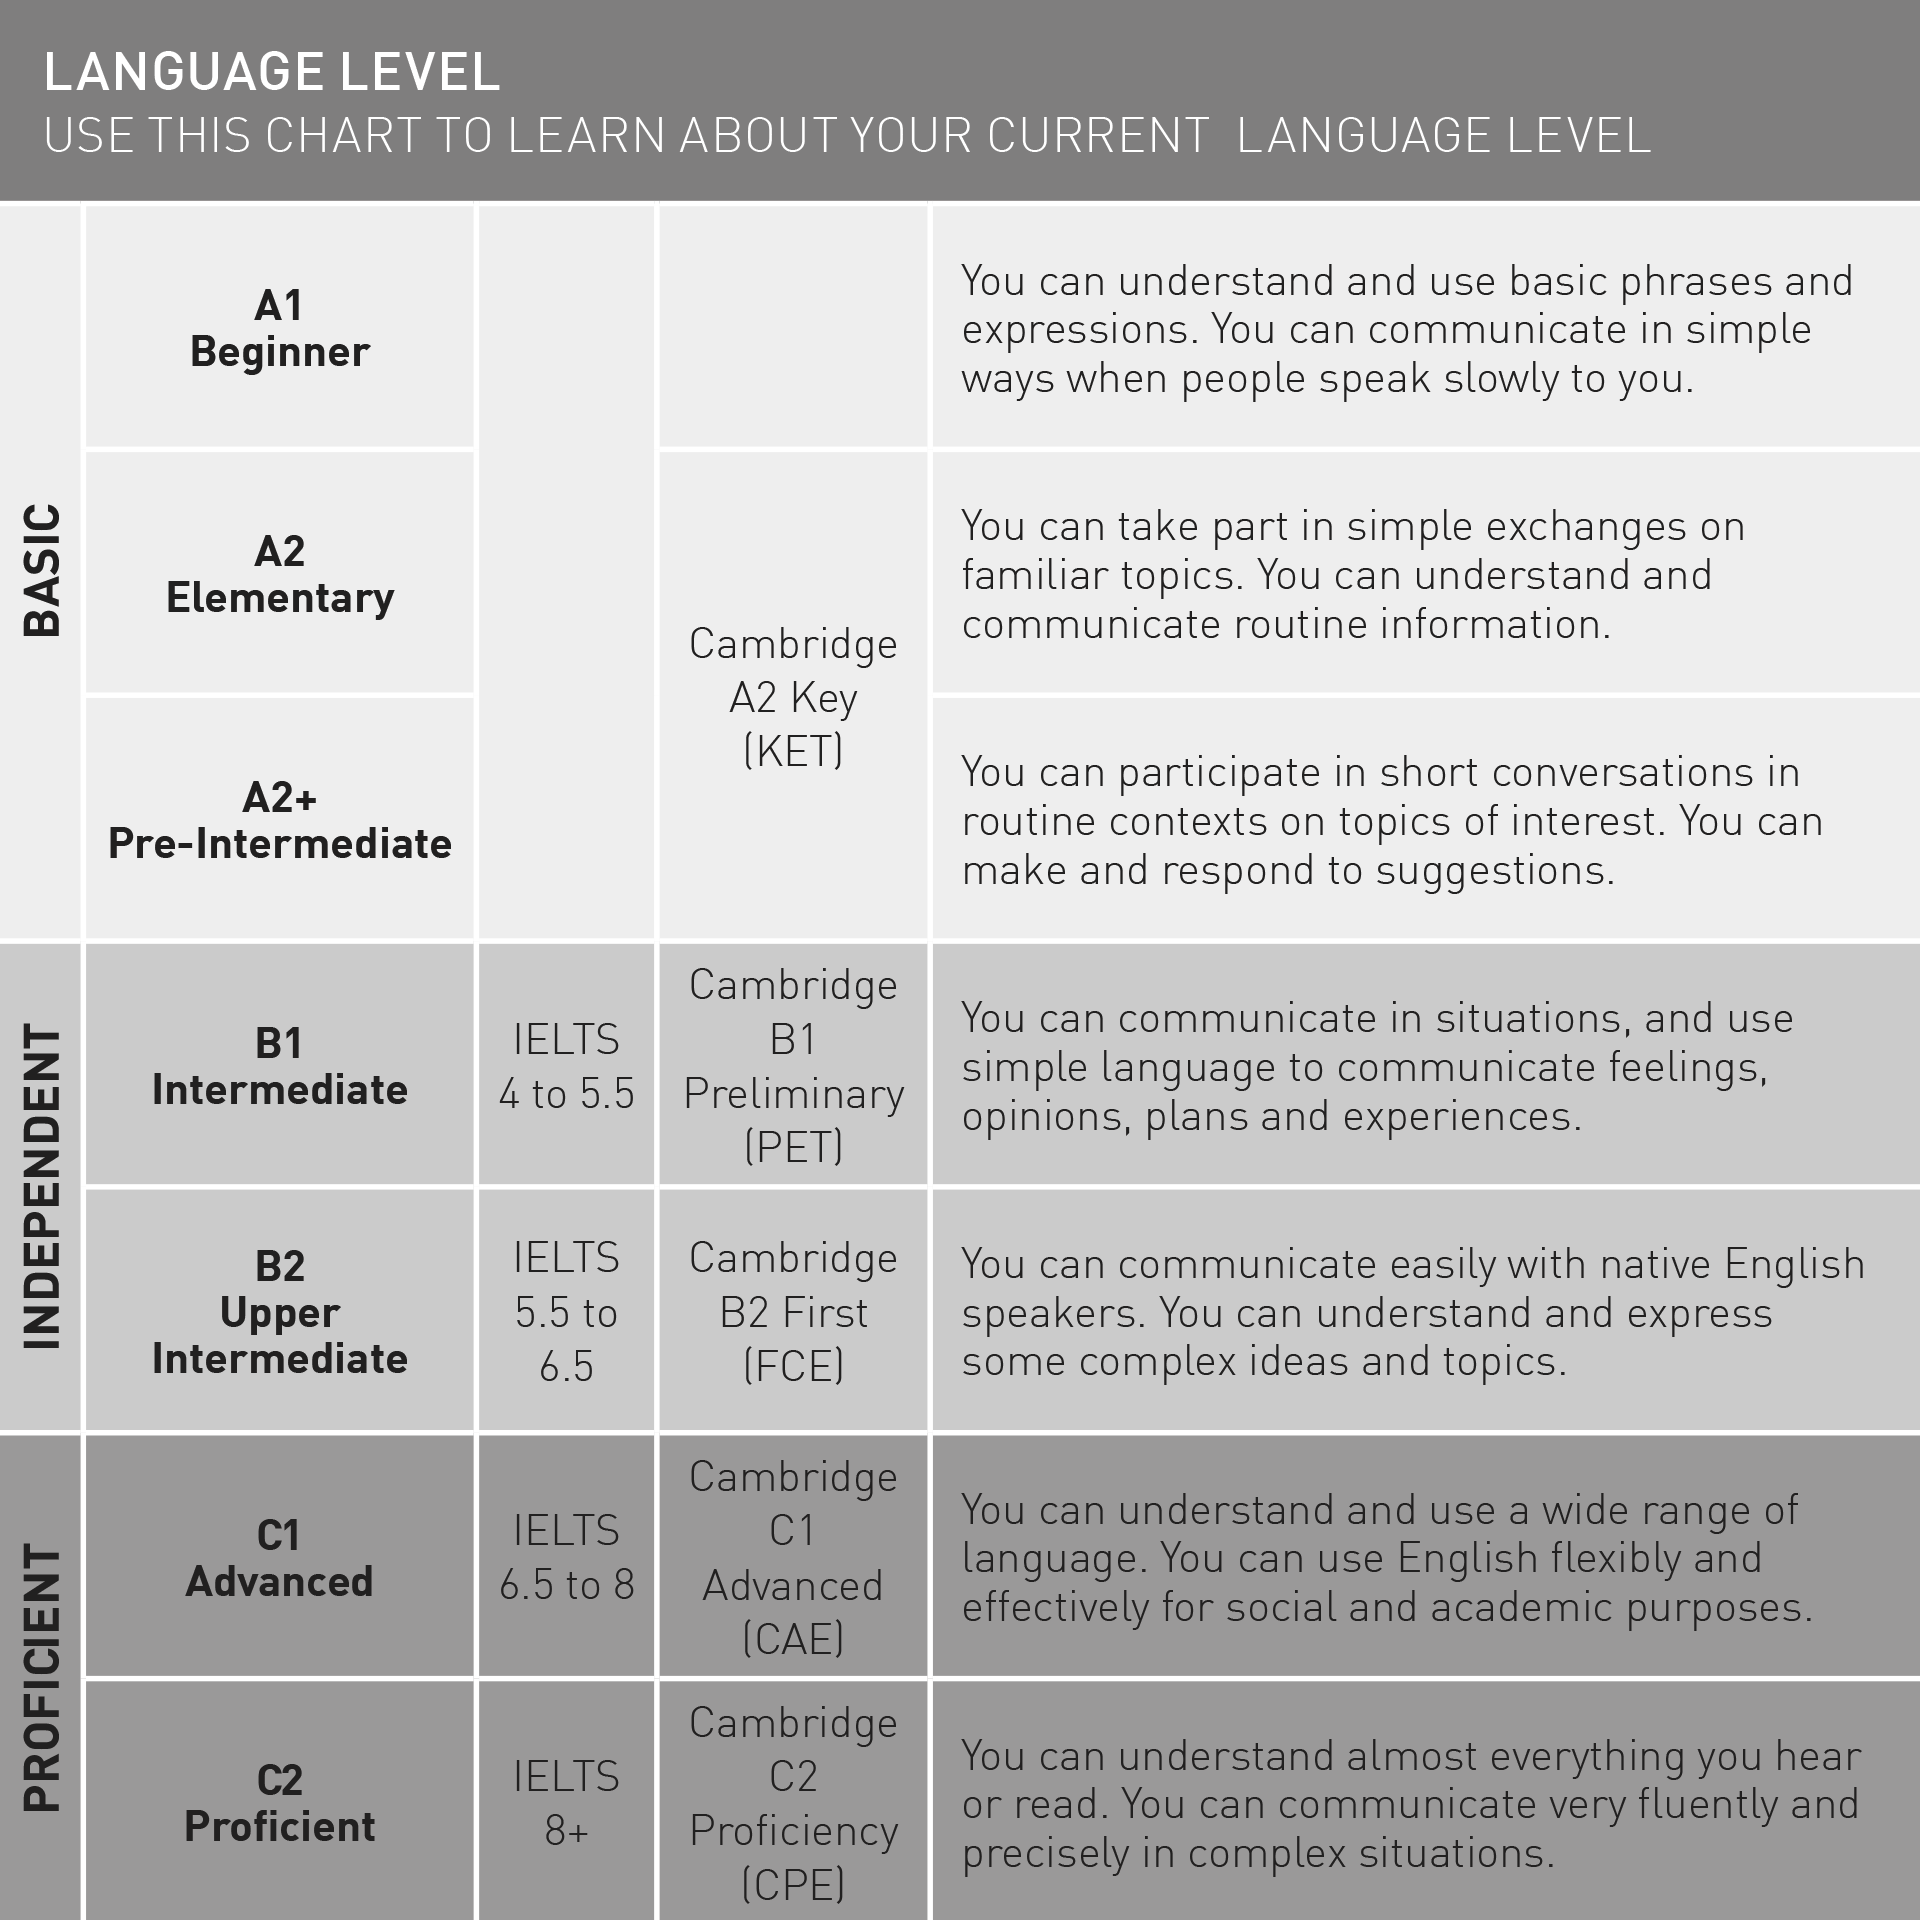 LANGUAGE LEVEL
USE THIS CHART TO LEARN ABOUT YOUR CURRENT LANGUAGE LEVEL
BASIC
A1
Beginner
You can understand and use basic phrases and
expressions. You can communicate in simple
ways when people speak slowly to you.
A2
Elementary
Cambridge
A2 Key
(KET)
You can take part in simple exchanges on
familiar topics. You can understand and
communicate routine information.
A2+
Pre-Intermediate
You can participate in short conversations in
routine contexts on topics of interest. You can
make and respond to suggestions.
INDEPENDENT
B1
Intermediate
IELTS
4 to 5.5
Cambridge
B1
Preliminary
(PET)
You can communicate in situations, and use
simple language to communicate feelings,
opinions, plans and experiences.
B2
Upper
Intermediate
IELTS
5.5 to
6.5
Cambridge
B2 First
(FCE)
You can communicate easily with native English
speakers. You can understand and express
some complex ideas and topics.
PROFICIENT
C1
Advanced
IELTS
6.5 to 8
Cambridge
C1
Advanced
(CAE)
You can understand and use a wide range of
language. You can use English flexibly and
effectively for social and academic purposes.
C2
Proficient
IELTS
8+
Cambridge
C2
Proficiency
(CPE)
You can understand almost everything you hear
or read. You can communicate very fluently and
precisely in complex situations.